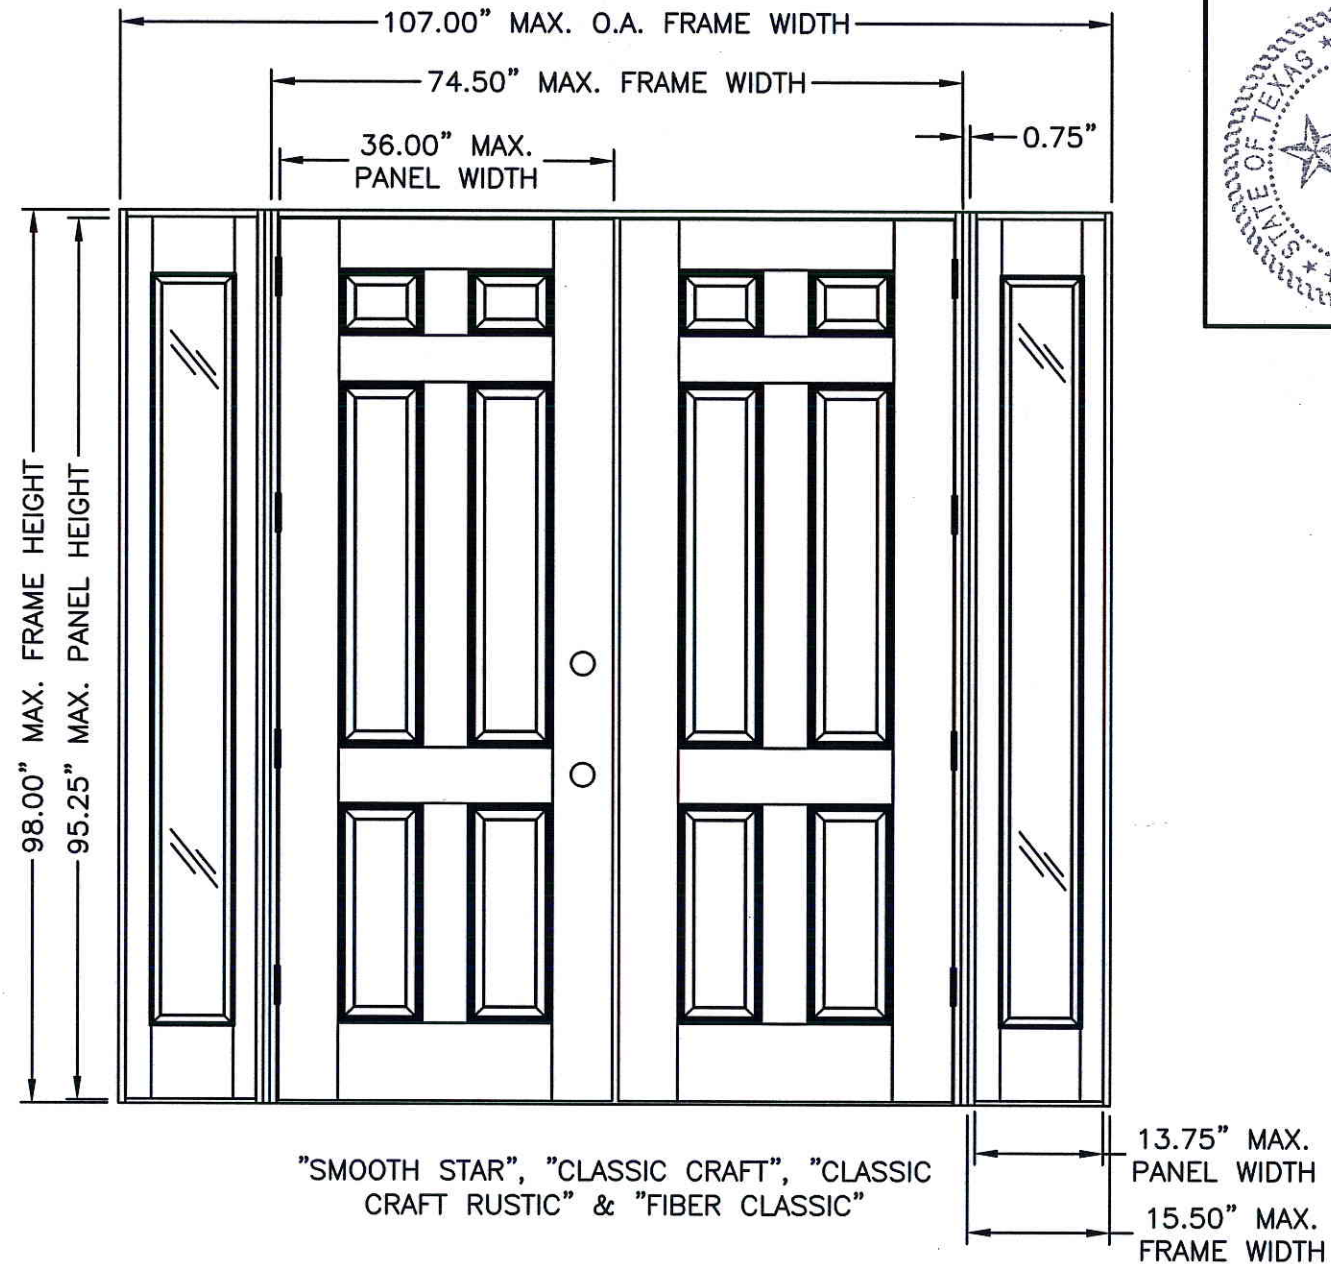 107.00” MAX. O.A. FRAME WIDTH
74.50” MAX. FRAME WIDTH
36.00” MAX.
PANEL WIDTH
0.75”
STATE OF TEXAS
98.00” MAX. FRAME HEIGHT
95.25” MAX. PANEL HEIGHT
"SMOOTH STAR", "CLASSIC CRAFT", "CLASSIC
CRAFT RUSTIC" & "FIBER CLASSIC"
13.75” MAX.
PANEL WIDTH
15.50” MAX.
FRAME WIDTH